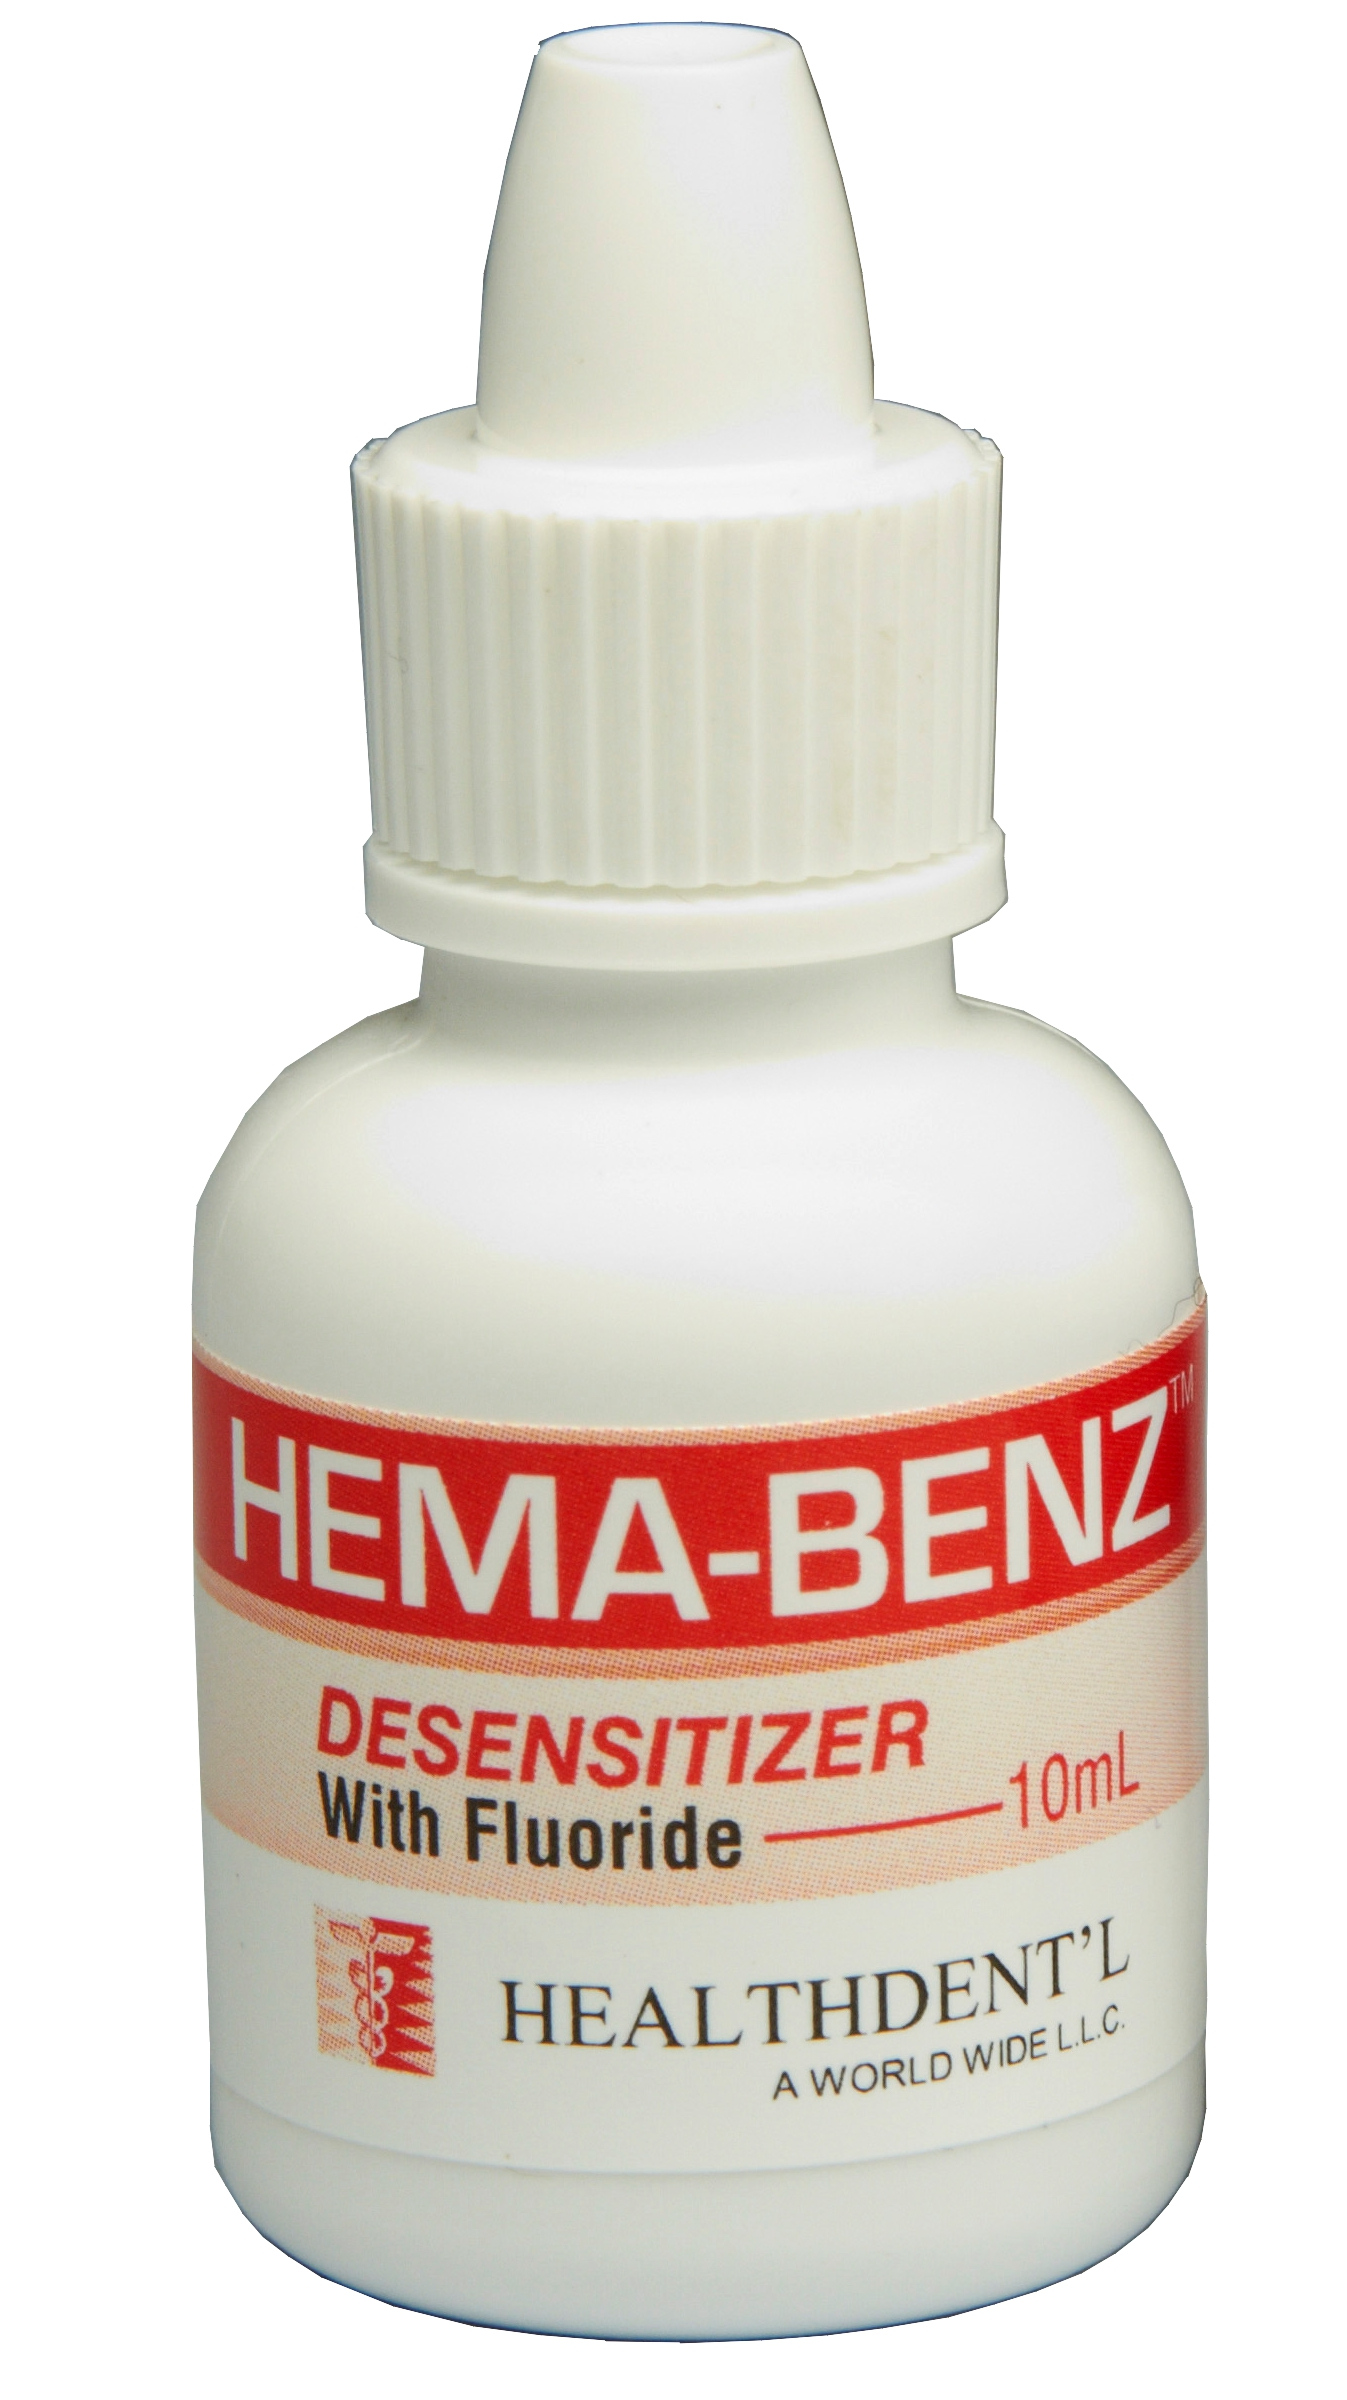 HEMA-BENZ™
DESENSITIZER
With Fluoride 10mL
HEALTHDENT'L
A WORLD WIDE L.L.C.